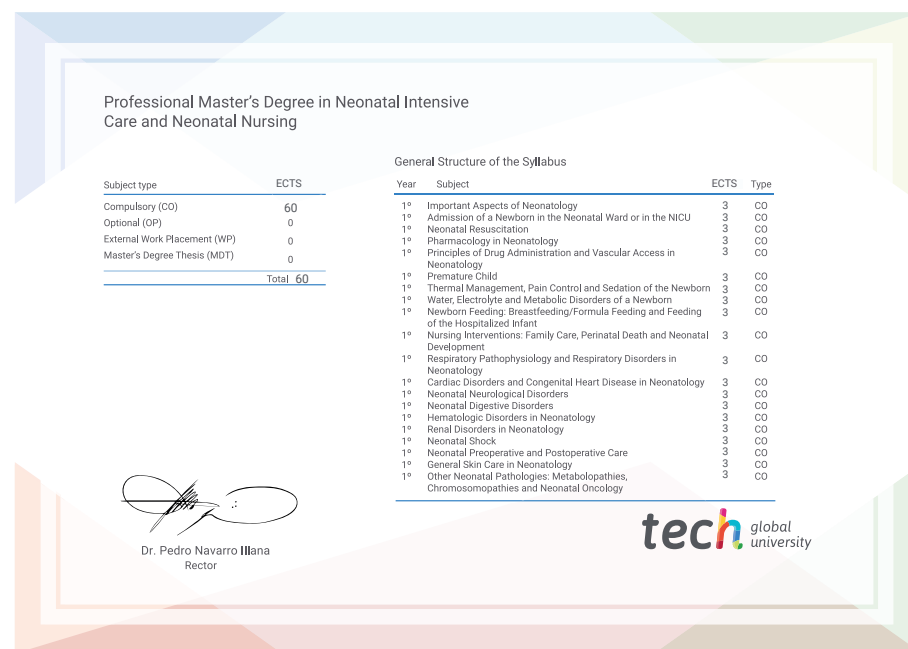 Professional Master's Degree in Neonatal Intensive
Care and Neonatal Nursing
Subject type ECTS
Compulsory (CO) 60
Optional (OP) 0
External Work Placement (WP) 0
Master's Degree Thesis (MDT) 0
Total 60
General Structure of the Syllabus
Year Subject ECTS Type
1º Important Aspects of Neonatology 3 CO
1º Admission of a Newborn in the Neonatal Ward or in the NICU 3 CO
1º Neonatal Resuscitation 3 CO
1º Pharmacology in Neonatology 3 CO
1º Principles of Drug Administration and Vascular Access in 3 CO
Neonatology
1º Premature Child 3 CO
1º Thermal Management, Pain Control and Sedation of the Newborn 3 CO
1º Water, Electrolyte and Metabolic Disorders of a Newborn 3 CO
1º Newborn Feeding: Breastfeeding/Formula Feeding and Feeding 3 CO
of the Hospitalized Infant
1º Nursing Interventions: Family Care, Perinatal Death and Neonatal 3 CO
Development
1º Respiratory Pathophysiology and Respiratory Disorders in 3 CO
Neonatology
1º Cardiac Disorders and Congenital Heart Disease in Neonatology 3 CO
1º Neonatal Neurological Disorders 3 CO
1º Neonatal Digestive Disorders 3 CO
1º Hematologic Disorders in Neonatology 3 CO
1º Renal Disorders in Neonatology 3 CO
1º Neonatal Shock 3 CO
1º Neonatal Preoperative and Postoperative Care 3 CO
1º General Skin Care in Neonatology 3 CO
1º Other Neonatal Pathologies: Metabolopathies, 3 CO
Chromosomopathies and Neonatal Oncology
Dr. Pedro Navarro Illana
Rector
tech global
university